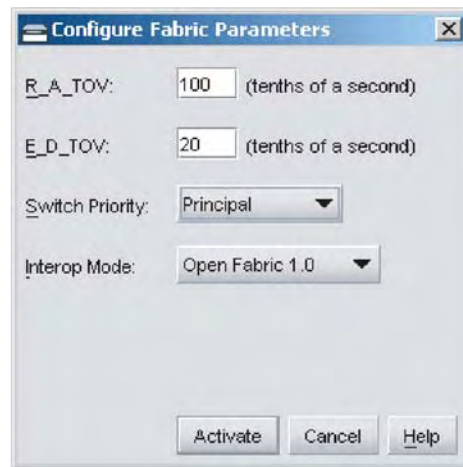 Configure Fabric Parameters
R_A_TOV: 100 (tenths of a second)
E_D_TOV: 20 (tenths of a second)
Switch Priority: Principal
Interop Mode: Open Fabric 1.0
Activate Cancel Help